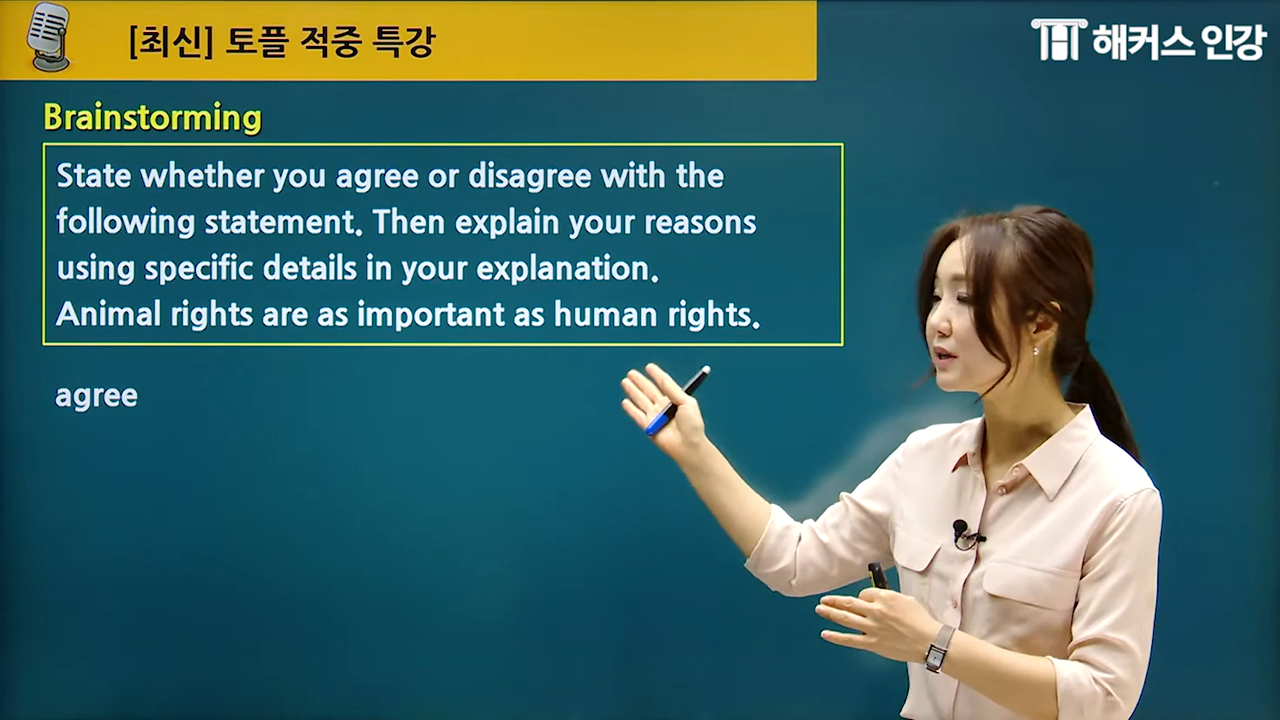 [최신] 토플 적중 특강
해커스 인강
Brainstorming
State whether you agree or disagree with the
following statement. Then explain your reasons
using specific details in your explanation.
Animal rights are as important as human rights.
agree